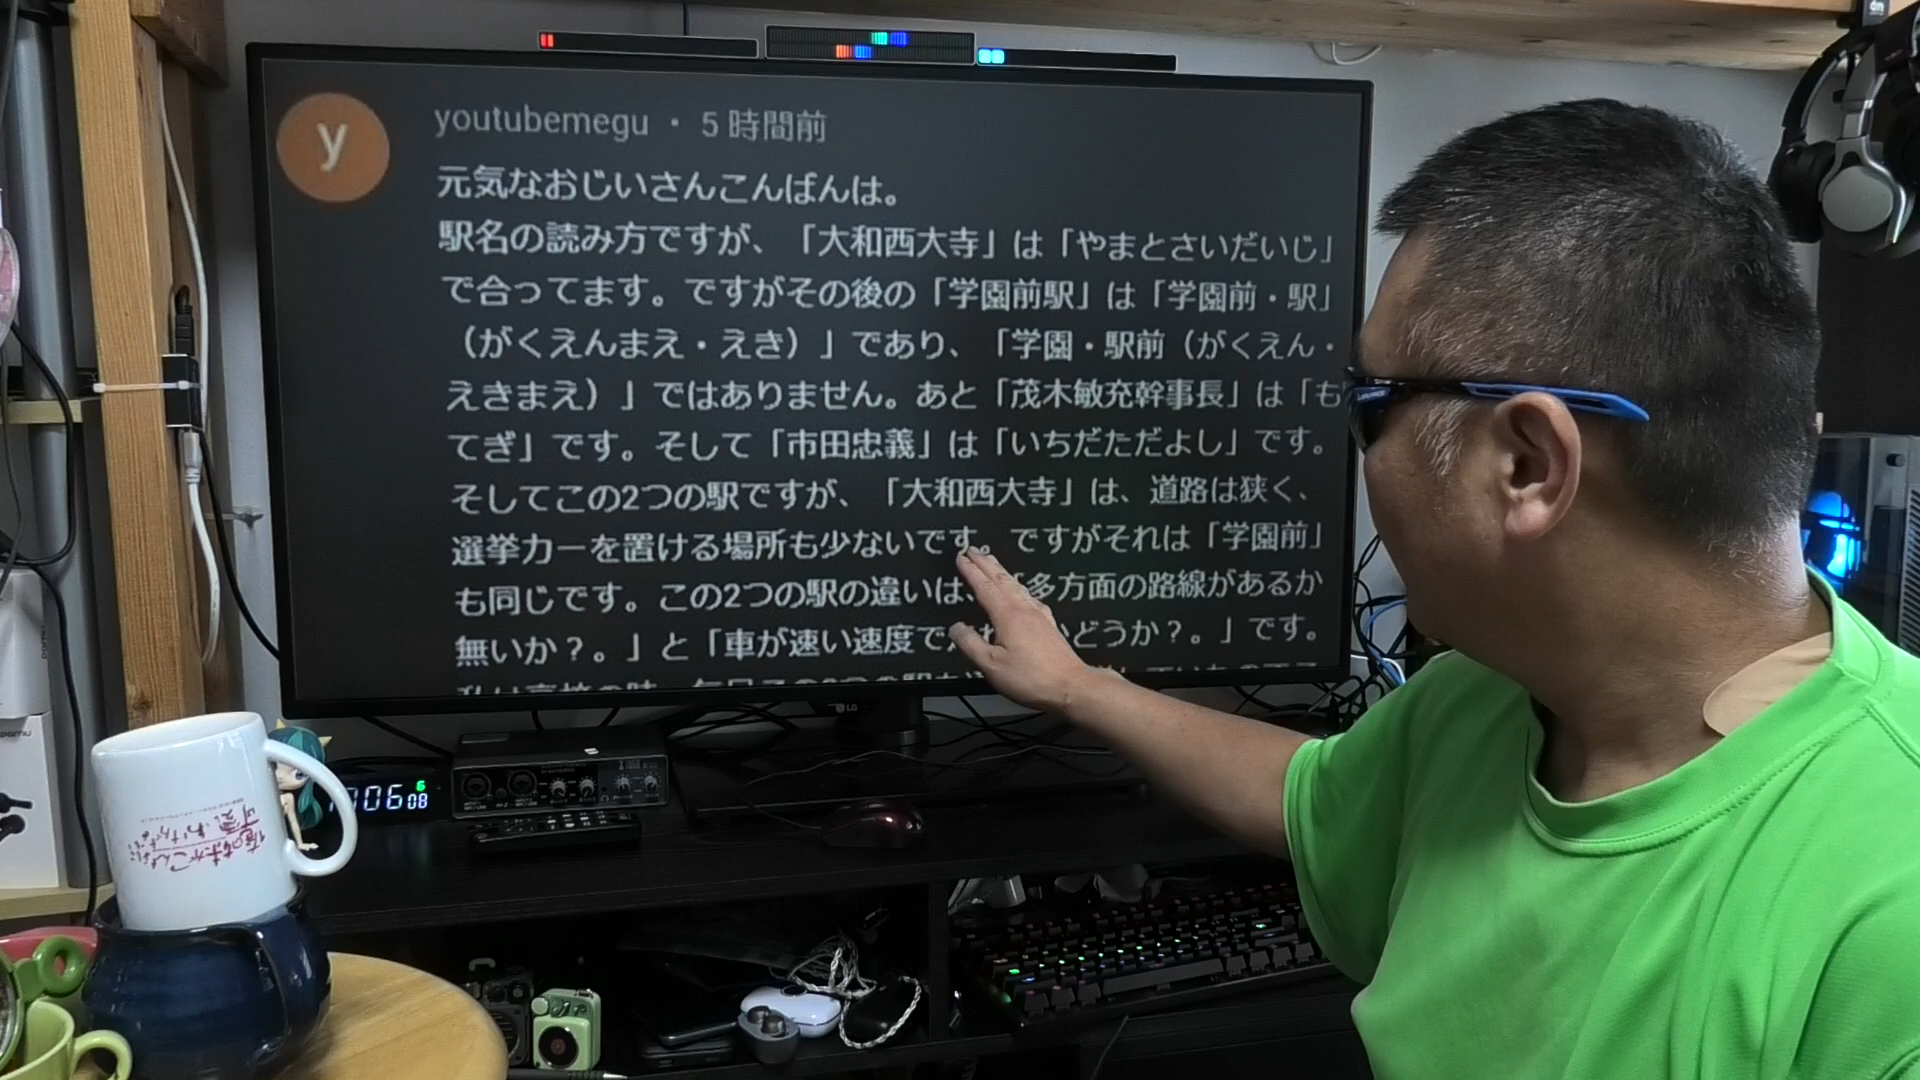 y
youtubemegu ・ 5 時間前
元気なおじいさんこんばんは。
駅名の読み方ですが、「大和西大寺」は「やまとさいだいじ」
で合ってます。ですがその後の「学園前駅」は「学園前・駅」
（がくえんまえ・えき）」であり、「学園・駅前（がくえん・
えきまえ）」ではありません。あと「茂木敏充幹事長」は「も
てぎ」です。そして「市田忠義」は「いちだただよし」です。
そしてこの2つの駅ですが、「大和西大寺」は、道路は狭く、
選挙カーを置ける場所も少ないです。ですがそれは「学園前」
も同じです。この2つの駅の違いは、「多方面の路線があるか
無いか？。」と「車が速い速度で どうか？。」です。
LG